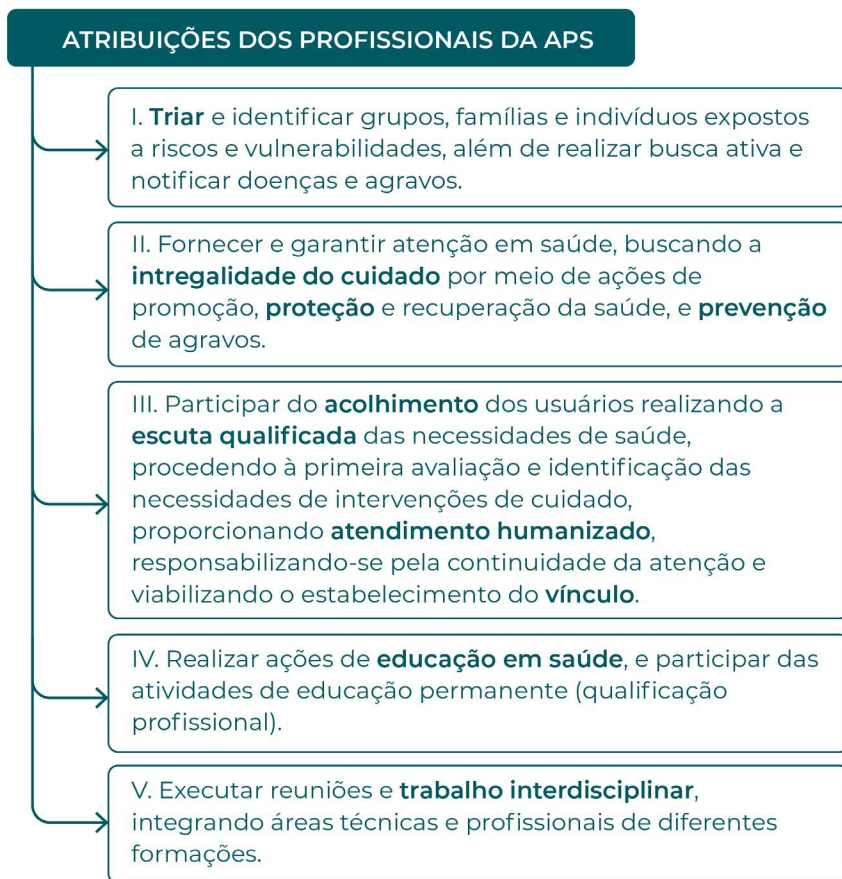 ATRIBUIÇÕES DOS PROFISSIONAIS DA APS
I. Triar e identificar grupos, famílias e indivíduos expostos
a riscos e vulnerabilidades, além de realizar busca ativa e
notificar doenças e agravos.
II. Fornecer e garantir atenção em saúde, buscando a
intregalidade do cuidado por meio de ações de
promoção, proteção e recuperação da saúde, e prevenção
de agravos.
III. Participar do acolhimento dos usuários realizando a
escuta qualificada das necessidades de saúde,
procedendo à primeira avaliação e identificação das
necessidades de intervenções de cuidado,
proporcionando atendimento humanizado,
responsabilizando-se pela continuidade da atenção e
viabilizando o estabelecimento do vínculo.
IV. Realizar ações de educação em saúde, e participar das
atividades de educação permanente (qualificação
profissional).
V. Executar reuniões e trabalho interdisciplinar,
integrando áreas técnicas e profissionais de diferentes
formações.